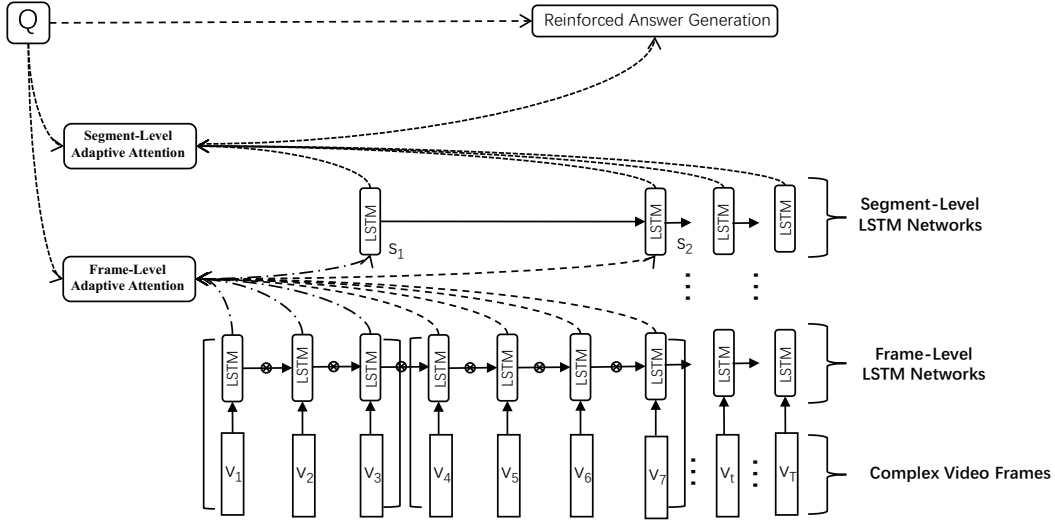 Q
Reinforced Answer Generation
Segment-Level
Adaptive Attention
LSTM LSTM LSTM LSTM
Segment-Level
LSTM Networks
s1 s2
Frame-Level
Adaptive Attention
LSTM LSTM LSTM LSTM LSTM LSTM LSTM LSTM LSTM
Frame-Level
LSTM Networks
V1 V2 V3 V4 V5 V6 V7 Vt VT
Complex Video Frames